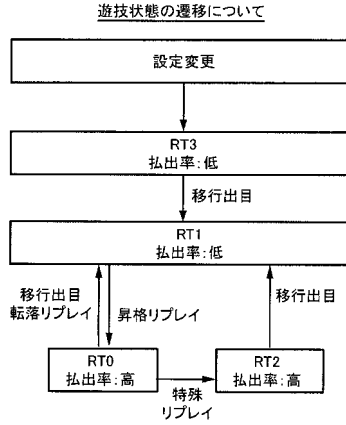 遊技状態の遷移について
設定変更
RT3
払出率:低
移行出目
RT1
払出率:低
移行出目
転落リプレイ
昇格リプレイ
移行出目
RT0
払出率:高
RT2
払出率:高
特殊
リプレイ